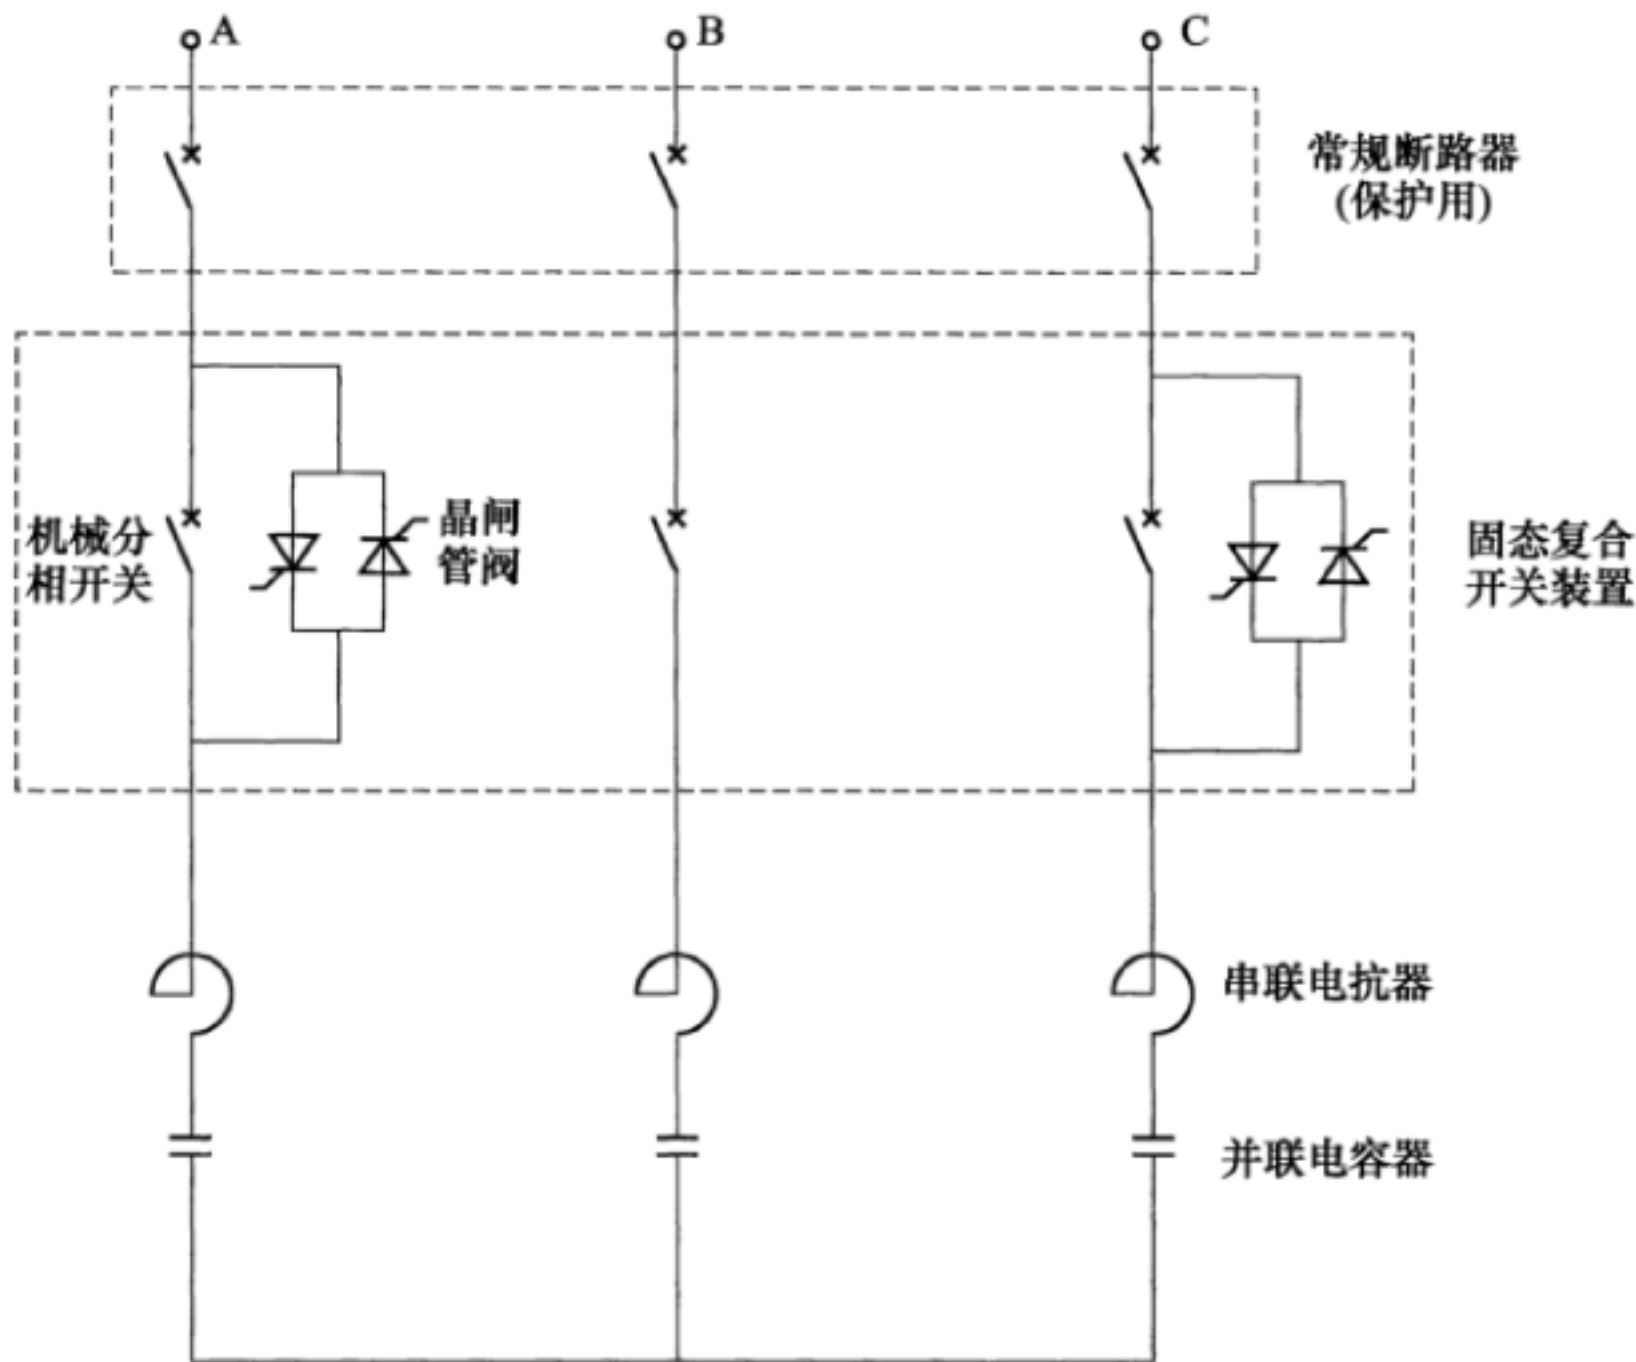 A
B
C
常规断路器
(保护用)
机械分
相开关
晶闸
管阀
固态复合
开关装置
串联电抗器
并联电容器